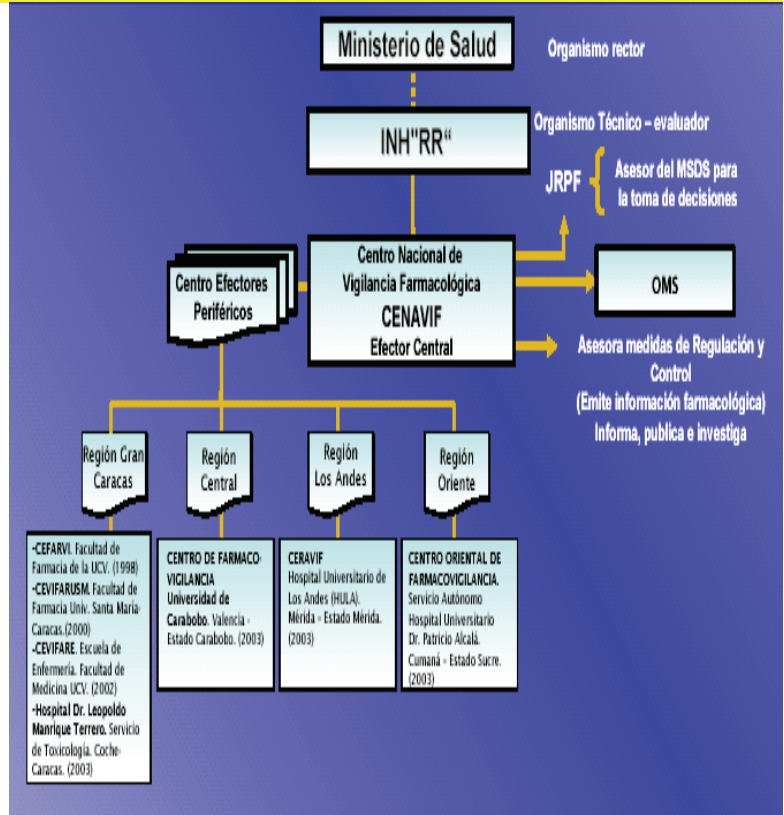 Ministerio de Salud
Organismo rector
INH"RR“
Organismo Técnico – evaluador
JRPF
Asesor del MSDS para
la toma de decisiones
Centro Efectores
Periféricos
Centro Nacional de
Vigilancia Farmacológica
CENAVIF
Efector Central
OMS
Asesora medidas de Regulación y
Control
(Emite información farmacológica)
Informa, publica e investiga
Región Gran
Caracas
Región
Central
Región
Los Andes
Región
Oriente
-CEFARVI. Facultad de
Farmacia de la UCV. (1998)
-CEVIFARUSM. Facultad de
Farmacia Univ. Santa María-
Caracas.(2000)
-CEVIFARE. Escuela de
Enfermería. Facultad de
Medicina UCV. (2002)
-Hospital Dr. Leopoldo
Manrique Terrero. Servicio
de Toxicología. Coche-
Caracas. (2003)
CENTRO DE FARMACO-
VIGILANCIA
Universidad de
Carabobo. Valencia -
Estado Carabobo. (2003)
CERAVIF
Hospital Universitario de
Los Andes (HULA).
Mérida - Estado Mérida.
(2003)
CENTRO ORIENTAL DE
FARMACOVIGILANCIA.
Servicio Autónomo
Hospital Universitario
Dr. Patricio Alcalá.
Cumaná - Estado Sucre.
(2003)